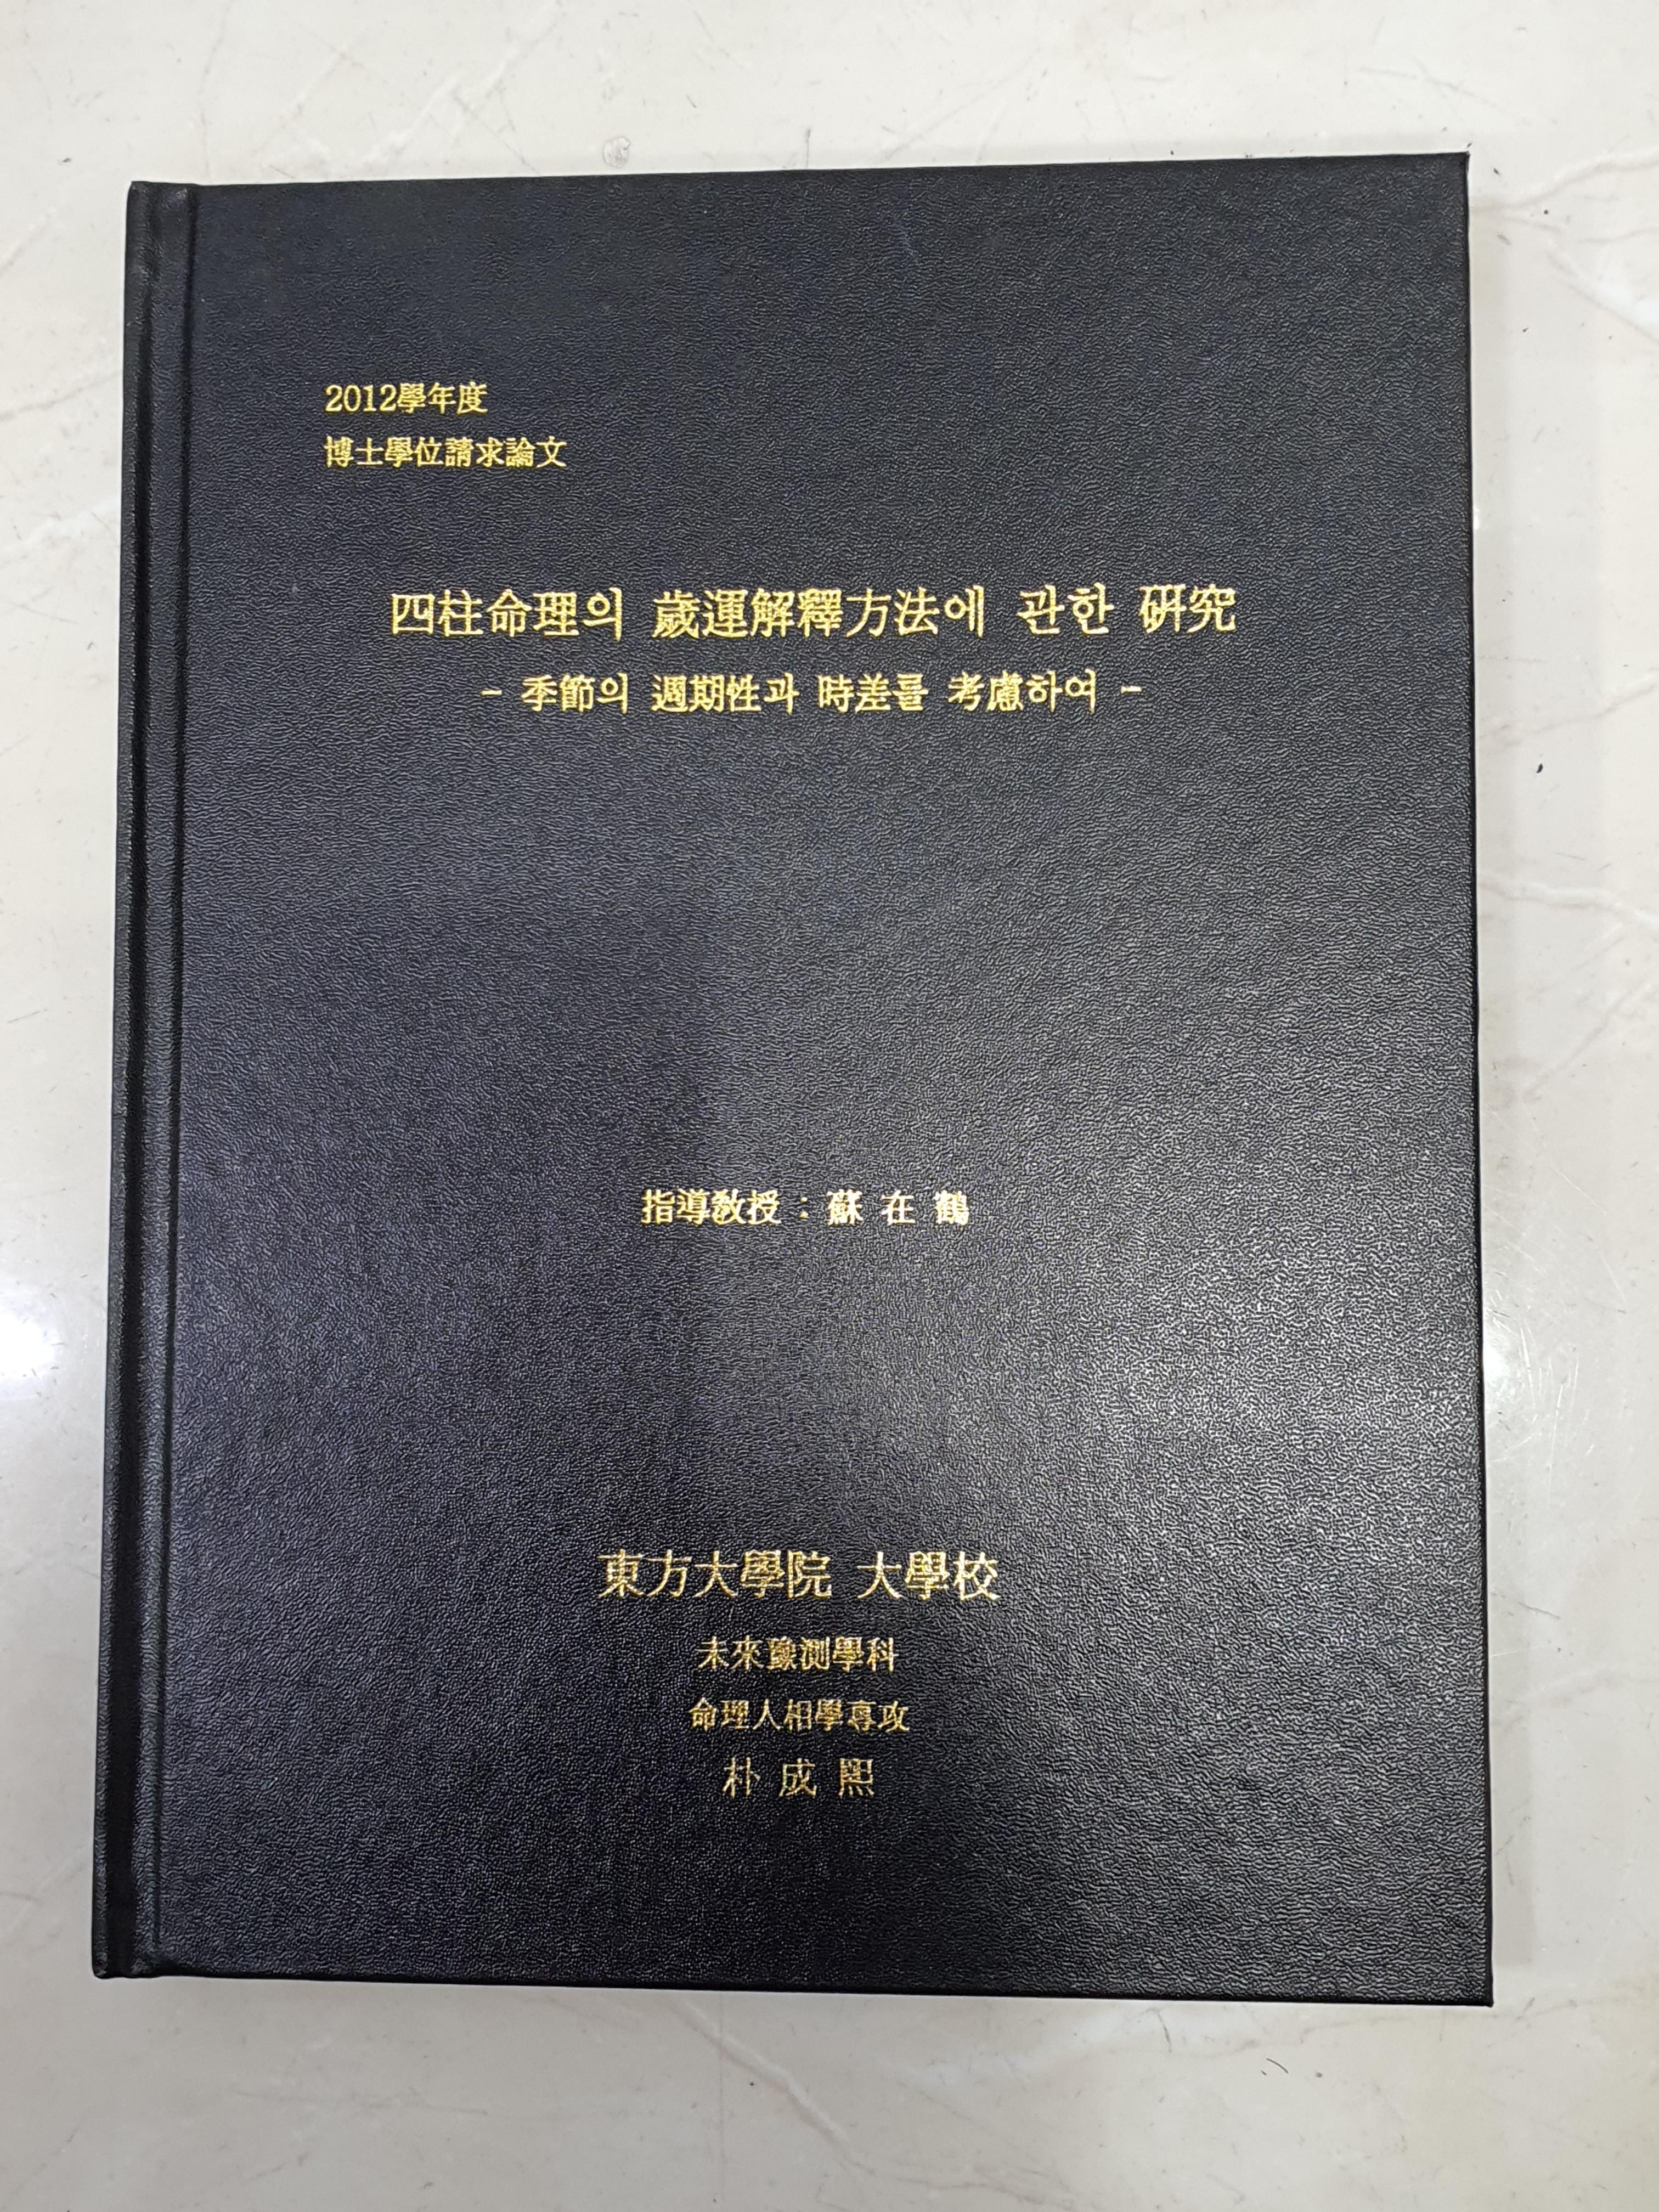 2012學年度
博士學位請求論文
四柱命理의 歲運解釋方法에 관한 硏究
- 季節의 週期性과 時差를 考慮하여 -
指導敎授 : 蘇 在 鶴
東方大學院 大學校
未來豫測學科
命理人相學專攻
朴 成 熙